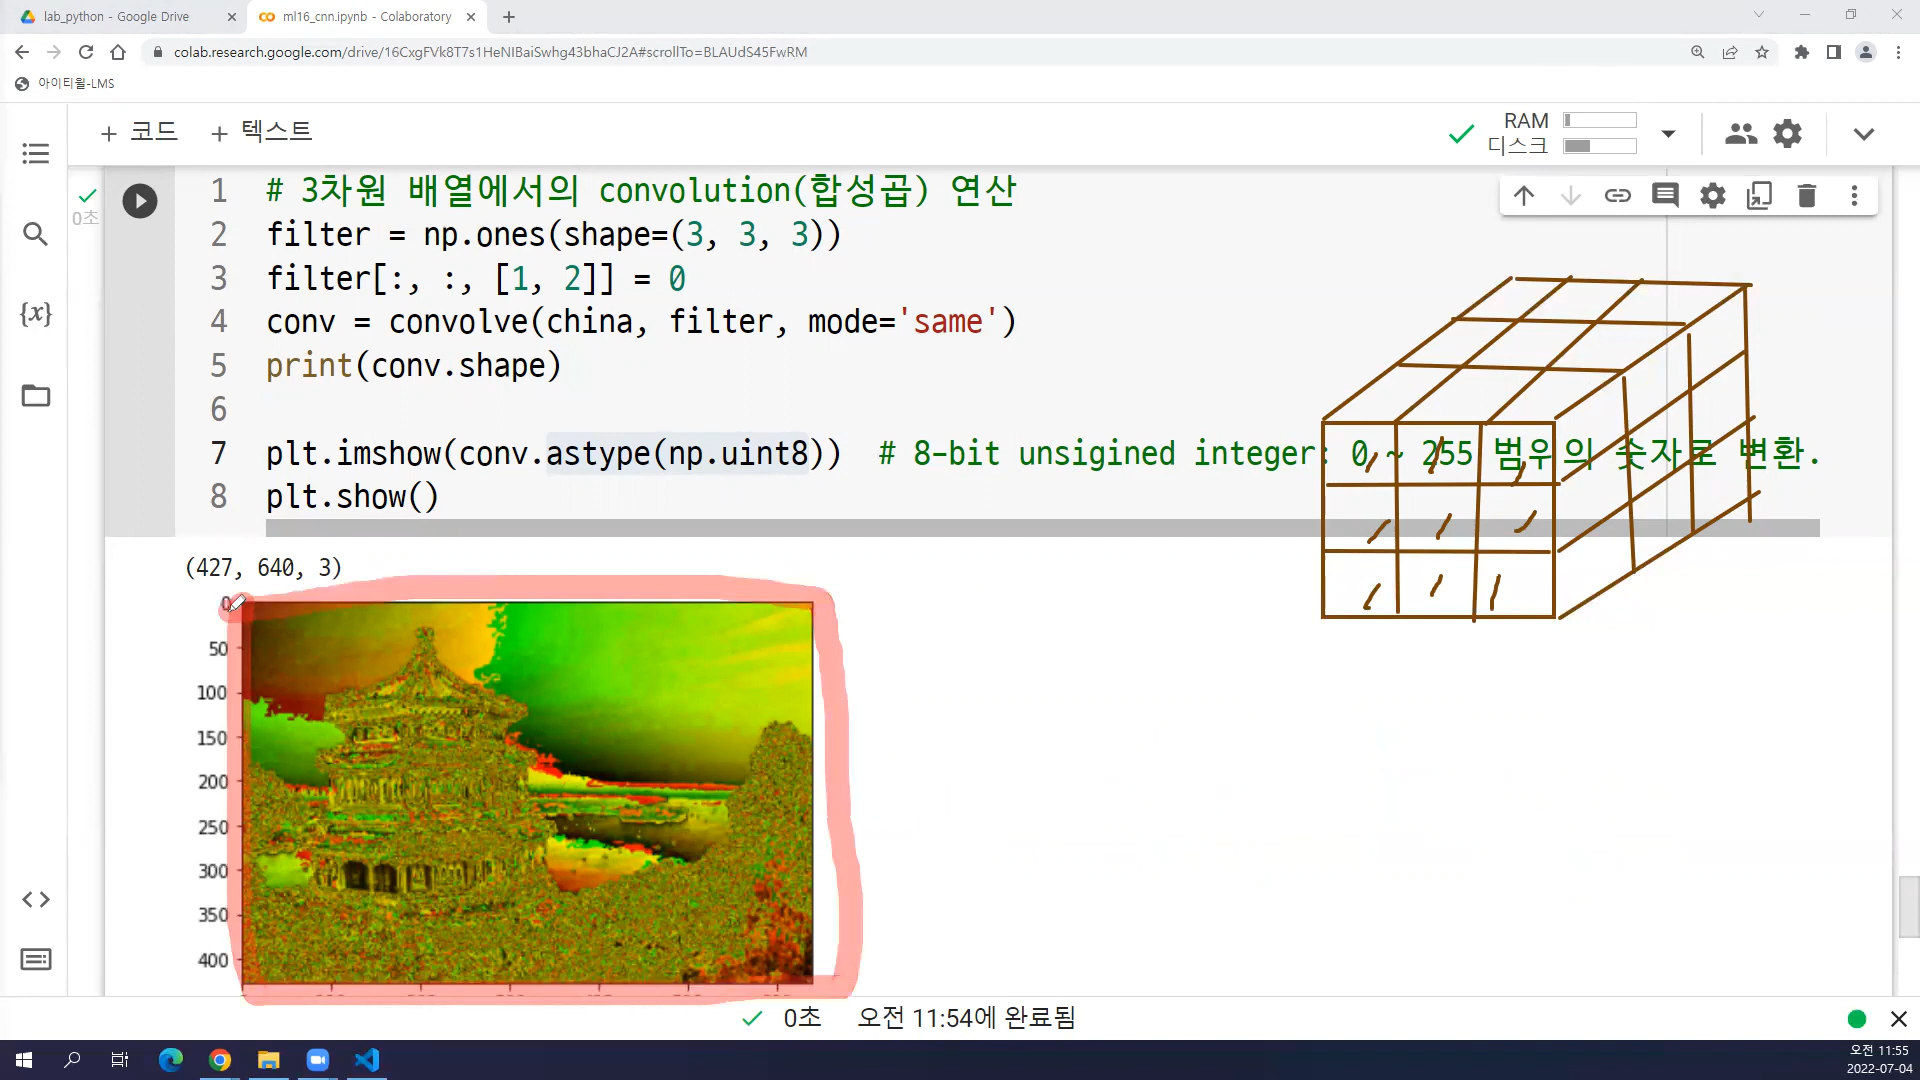 lab_python - Google Drive
ml16_cnn.ipynb - Colaboratory
colab.research.google.com/drive/16CxgFVk8T7s1HeNIBaiSwhg43bhaCJ2A#scrollTo=BLAUdS45FwRM
아이티윌-LMS
+ 코드 + 텍스트
RAM
디스크
0초
1 # 3차원 배열에서의 convolution(합성곱) 연산
2 filter = np.ones(shape=(3, 3, 3))
3 filter[:, :, [1, 2]] = 0
4 conv = convolve(china, filter, mode='same')
5 print(conv.shape)
6
7 plt.imshow(conv.astype(np.uint8)) # 8-bit unsigined integer: 0 ~ 255 범우의 숫자로 변환.
8 plt.show()
(427, 640, 3)
0
50
100
150
200
250
300
350
400
0초 오전 11:54에 완료됨
오전 11:55
2022-07-04